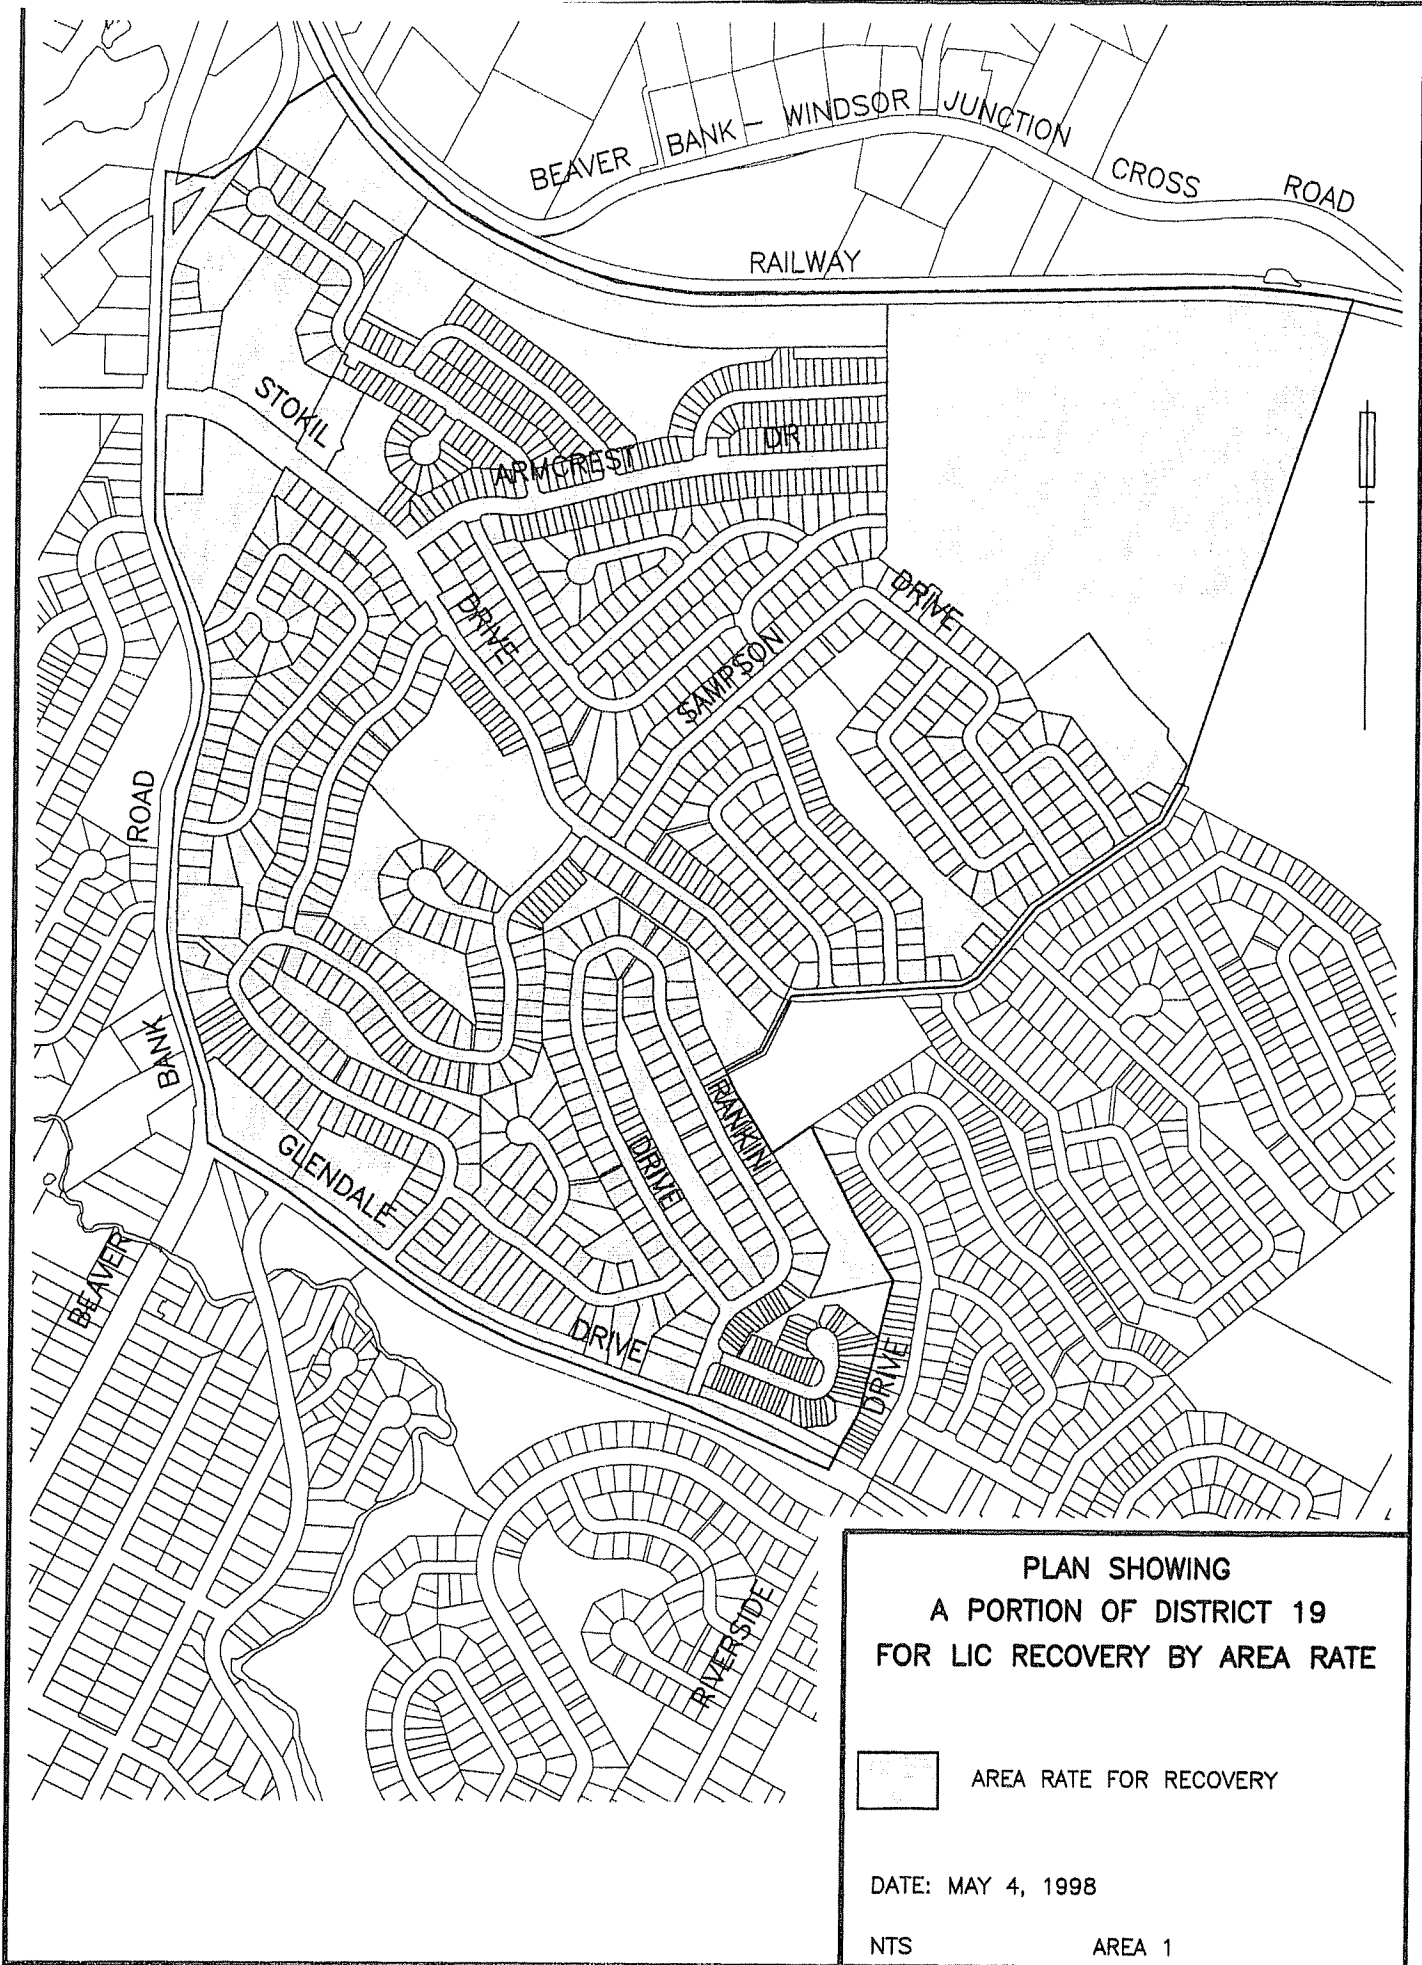 BEAVER BANK - WINDSOR JUNCTION CROSS ROAD
RAILWAY
STOKIL
DR
ARMCREST
DRIVE
DRIVE
SAMPSON
ROAD
BANK
GLENDALE
RANKIN
DRIVE
BEAVER
DRIVE
DRIVE
RIVERSIDE
PLAN SHOWING
A PORTION OF DISTRICT 19
FOR LIC RECOVERY BY AREA RATE
AREA RATE FOR RECOVERY
DATE: MAY 4, 1998
NTS AREA 1